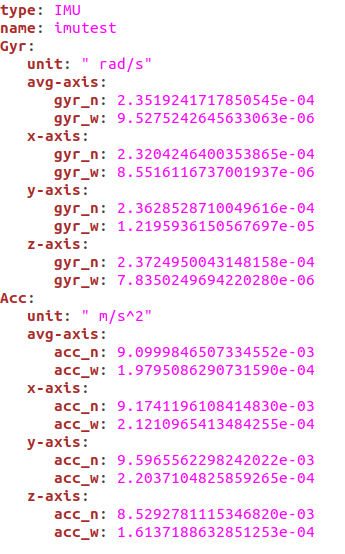 type: IMU
name: imutest
Gyr:
   unit: " rad/s"
   avg-axis:
      gyr_n: 2.3519241717850545e-04
      gyr_w: 9.5275242645633063e-06
   x-axis:
      gyr_n: 2.3204246400353865e-04
      gyr_w: 8.5516116737001937e-06
   y-axis:
      gyr_n: 2.3628528710049616e-04
      gyr_w: 1.2195936150567697e-05
   z-axis:
      gyr_n: 2.3724950043148158e-04
      gyr_w: 7.8350249694220280e-06
Acc:
   unit: " m/s^2"
   avg-axis:
      acc_n: 9.0999846507334552e-03
      acc_w: 1.9795086290731590e-04
   x-axis:
      acc_n: 9.1741196108414830e-03
      acc_w: 2.1210965413484255e-04
   y-axis:
      acc_n: 9.5965562298242022e-03
      acc_w: 2.2037104825859265e-04
   z-axis:
      acc_n: 8.5292781115346820e-03
      acc_w: 1.6137188632851253e-04